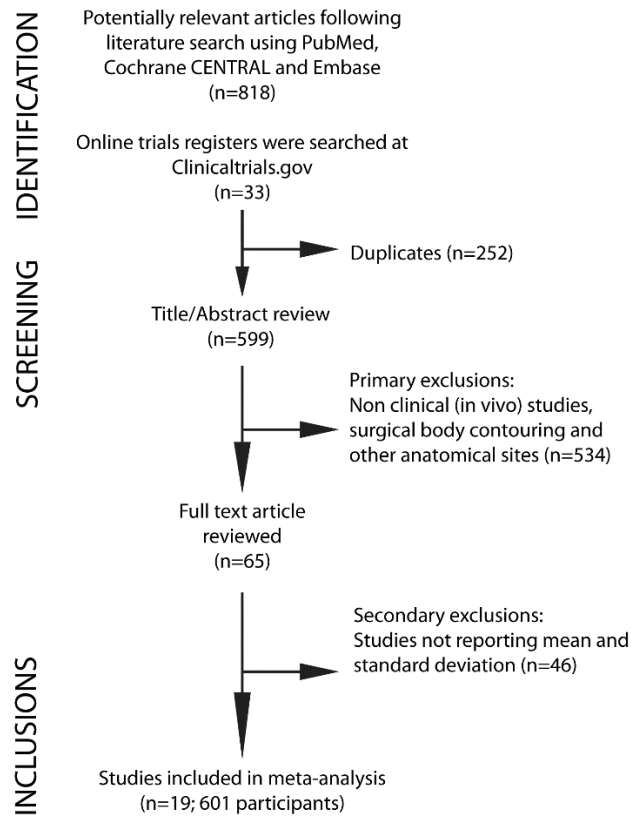 IDENTIFICATION
Potentially relevant articles following
literature search using PubMed,
Cochrane CENTRAL and Embase
(n=818)
Online trials registers were searched at
Clinicaltrials.gov
(n=33)
Duplicates (n=252)
SCREENING
Title/Abstract review
(n=599)
Primary exclusions:
Non clinical (in vivo) studies,
surgical body contouring and
other anatomical sites (n=534)
Full text article
reviewed
(n=65)
Secondary exclusions:
Studies not reporting mean and
standard deviation (n=46)
INCLUSIONS
Studies included in meta-analysis
(n=19; 601 participants)